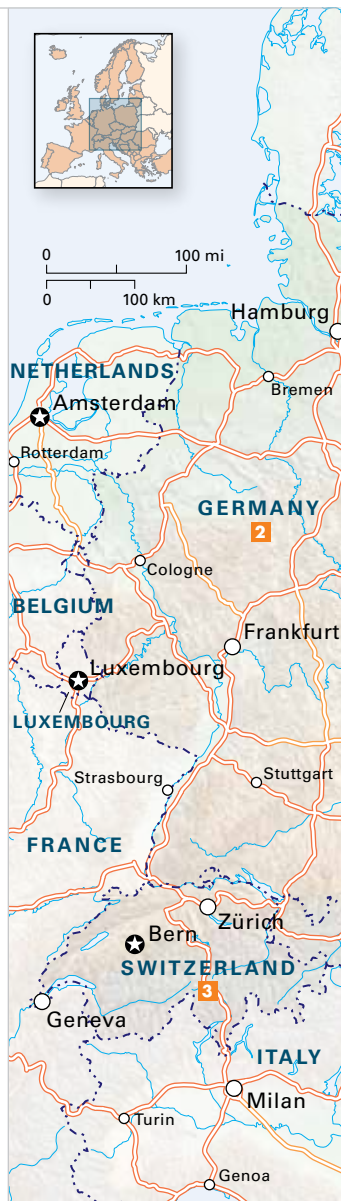 0 100 mi
0 100 km
Hamburg
Bremen
NETHERLANDS
Amsterdam
Rotterdam
GERMANY
2
Cologne
BELGIUM
Frankfurt
Luxembourg
LUXEMBOURG
Strasbourg
Stuttgart
FRANCE
Zürich
Bern
SWITZERLAND
3
Geneva
ITALY
Milan
Turin
Genoa